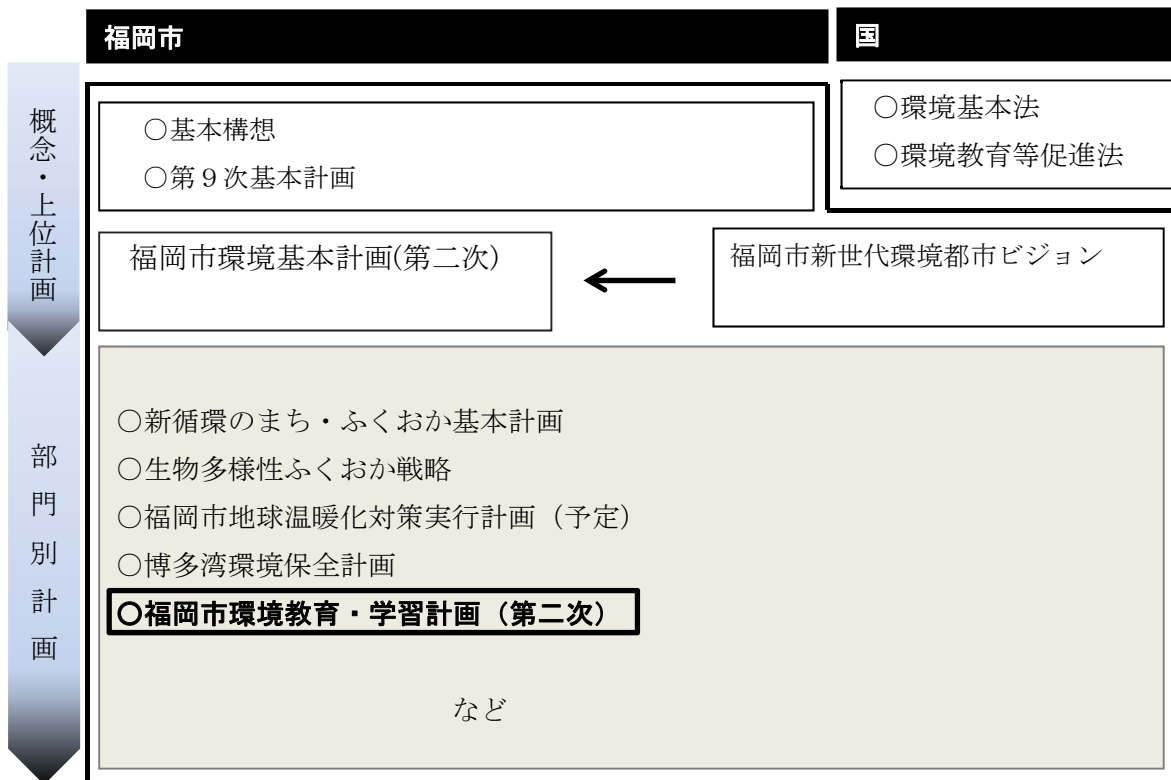 福岡市
国
概念・上位計画
○基本構想
○第9次基本計画
○環境基本法
○環境教育等促進法
福岡市環境基本計画(第二次)
福岡市新世代環境都市ビジョン
部門別計画
○新循環のまち・ふくおか基本計画
○生物多様性ふくおか戦略
○福岡市地球温暖化対策実行計画（予定）
○博多湾環境保全計画
○福岡市環境教育・学習計画（第二次）
など